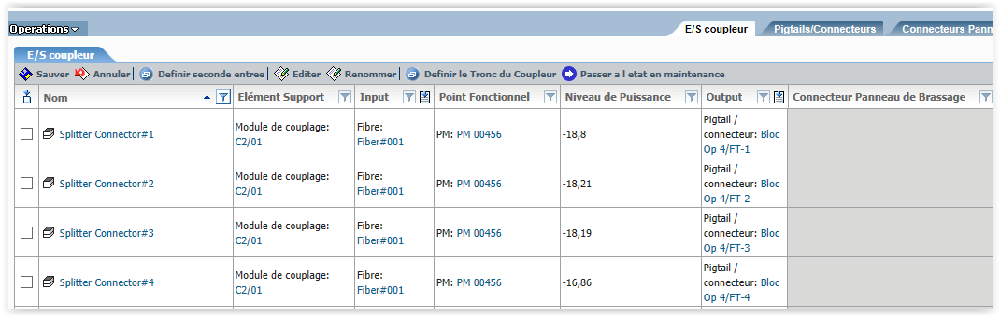 Operations
E/S coupleur Pigtails/Connecteurs Connecteurs Pann
E/S coupleur
Sauver Annuler Definir seconde entree Editer Renommer Definir le Tronc du Coupleur Passer a l etat en maintenance
Nom Elément Support Input Point Fonctionnel Niveau de Puissance Output Connecteur Panneau de Brassage
Splitter Connector#1 Module de couplage: C2/01 Fibre: Fiber#001 PM: PM 00456 -18,8 Pigtail / connecteur: Bloc Op 4/FT-1
Splitter Connector#2 Module de couplage: C2/01 Fibre: Fiber#001 PM: PM 00456 -18,21 Pigtail / connecteur: Bloc Op 4/FT-2
Splitter Connector#3 Module de couplage: C2/01 Fibre: Fiber#001 PM: PM 00456 -18,19 Pigtail / connecteur: Bloc Op 4/FT-3
Splitter Connector#4 Module de couplage: C2/01 Fibre: Fiber#001 PM: PM 00456 -16,86 Pigtail / connecteur: Bloc Op 4/FT-4